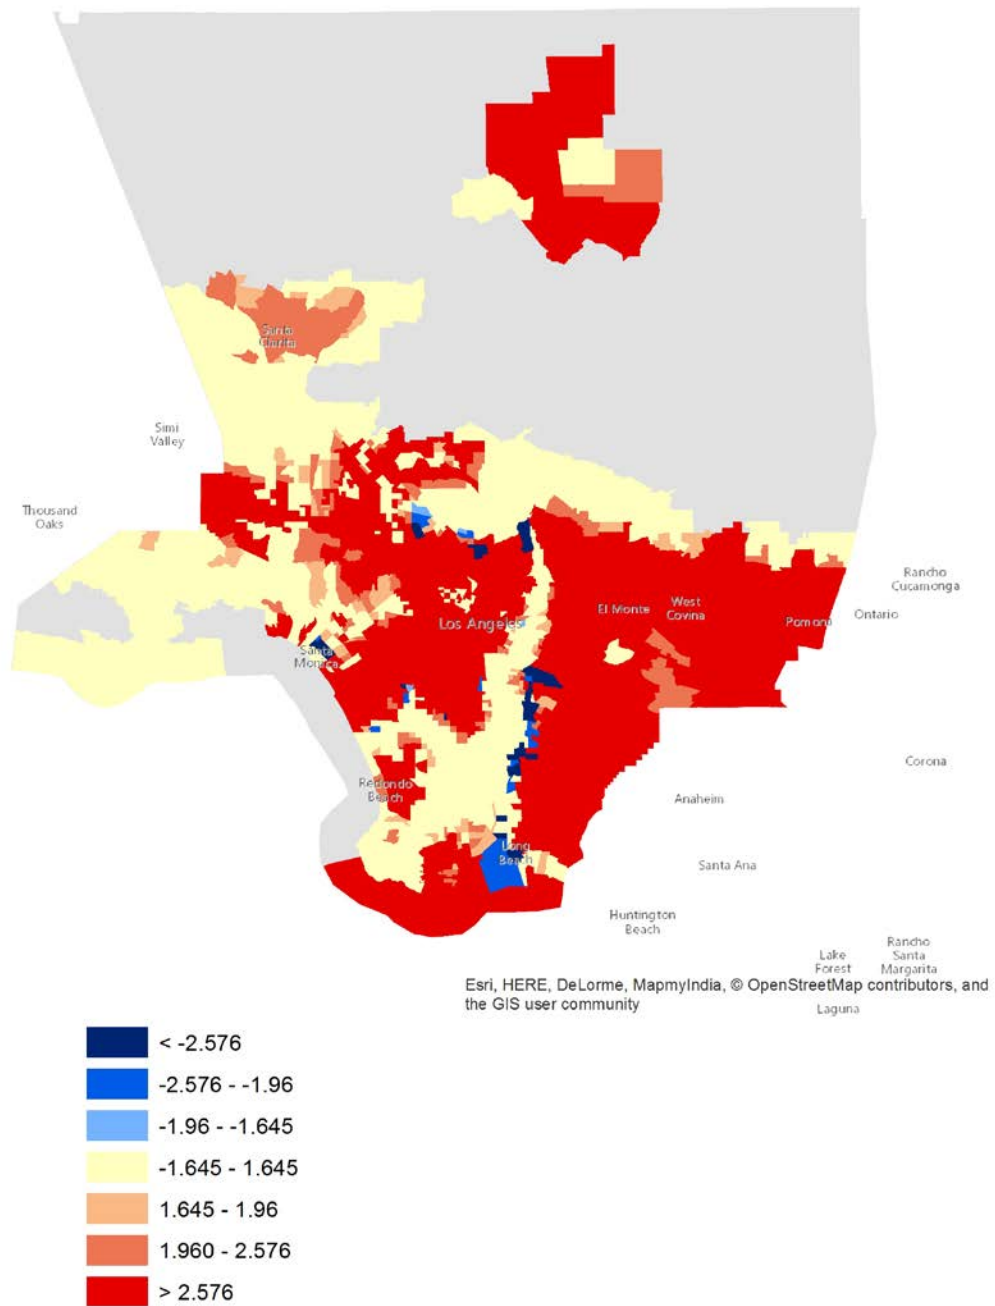 Santa
Clarita
Simi
Valley
Thousand
Oaks
Rancho
Cucamonga
El Monte
West
Covina
Ontario
Los Angeles
Pomona
Santa
Monica
Corona
Redondo
Beach
Anaheim
Long
Beach
Santa Ana
Huntington
Beach
Lake
Forest
Rancho
Santa
Margarita
Esri, HERE, DeLorme, MapmyIndia, © OpenStreetMap contributors, and
the GIS user community
Laguna
< -2.576
-2.576 - -1.96
-1.96 - -1.645
-1.645 - 1.645
1.645 - 1.96
1.960 - 2.576
> 2.576